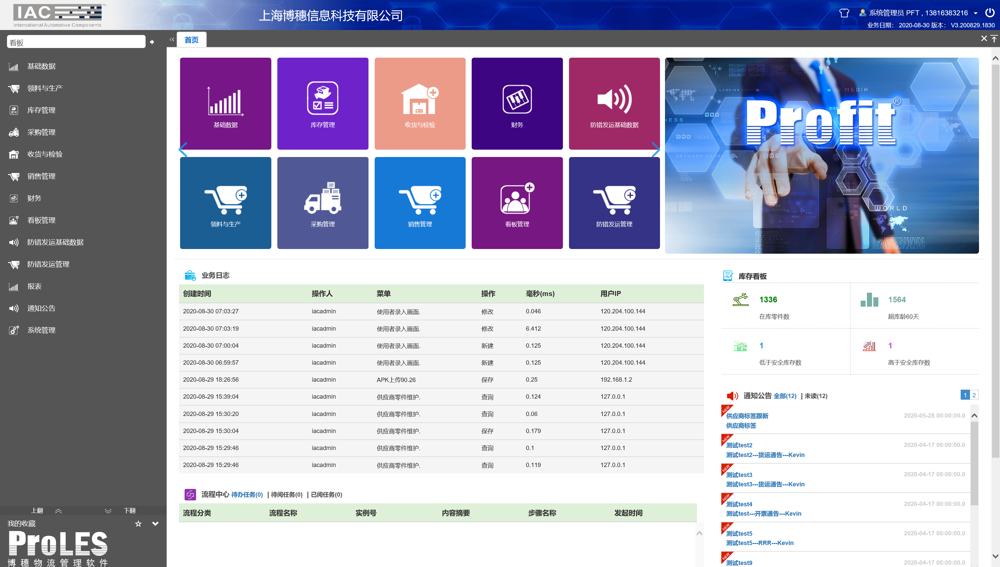 IAC
TM
International Automotive Components
上海博穗信息科技有限公司
系统管理员 PFT , 13816383216
业务日期： 2020-08-30 版本： V3.200829.1830
看板
首页
基础数据
领料与生产
库存管理
采购管理
收货与检验
销售管理
财务
看板管理
防错发运基础数据
防错发运管理
报表
通知公告
系统管理
上翻
下翻
我的收藏
ProLES
博穗物流管理软件
基础数据
库存管理
收货与检验
财务
防错发运基础数据
领料与生产
采购管理
销售管理
看板管理
防错发运管理
LOADING 100%
MEDIA
Profit®
NESS
NETWORK SEARCH
WORLD
业务日志
创建时间 操作人 菜单 操作 毫秒(ms) 用户IP
2020-08-30 07:03:27 iacadmin 使用者录入画面. 修改 0.046 120.204.100.144
2020-08-30 07:03:19 iacadmin 使用者录入画面. 修改 6.412 120.204.100.144
2020-08-30 07:00:04 iacadmin 使用者录入画面. 新建 0.125 120.204.100.144
2020-08-30 06:59:57 iacadmin 使用者录入画面. 新建 0.125 120.204.100.144
2020-08-29 18:26:56 iacadmin APK上传90.26 保存 0.25 192.168.1.2
2020-08-29 15:39:04 iacadmin 供应商零件维护. 查询 0.124 127.0.0.1
2020-08-29 15:30:20 iacadmin 供应商零件维护. 查询 0.06 127.0.0.1
2020-08-29 15:30:04 iacadmin 供应商零件维护. 保存 0.179 127.0.0.1
2020-08-29 15:29:46 iacadmin 供应商零件维护. 查询 0.1 127.0.0.1
2020-08-29 15:29:46 iacadmin 供应商零件维护. 查询 0.119 127.0.0.1
流程中心 待办任务(0) | 待阅任务(0) | 已阅任务(0)
流程分类 流程名称 实例号 内容摘要 步骤名称 发起时间
库存看板
1336
在库零件数
1564
超库龄60天
1
低于安全库存数
1
高于安全库存数
通知公告 全部(12) | 未读(12)
1 2
NEW
供应商标签跟新 2020-05-28 00:00:00.0
供应商标签
NEW
测试test2 2020-04-17 00:00:00.0
测试test2---货运通告---Kevin
NEW
测试test3 2020-04-17 00:00:00.0
测试test3---货运通告---Kevin
NEW
测试test4 2020-04-17 00:00:00.0
测试test---开票通告---Kevin
NEW
测试test5 2020-04-17 00:00:00.0
测试test5---RRR---Kevin
NEW
测试test9 2020-04-17 00:00:00.0